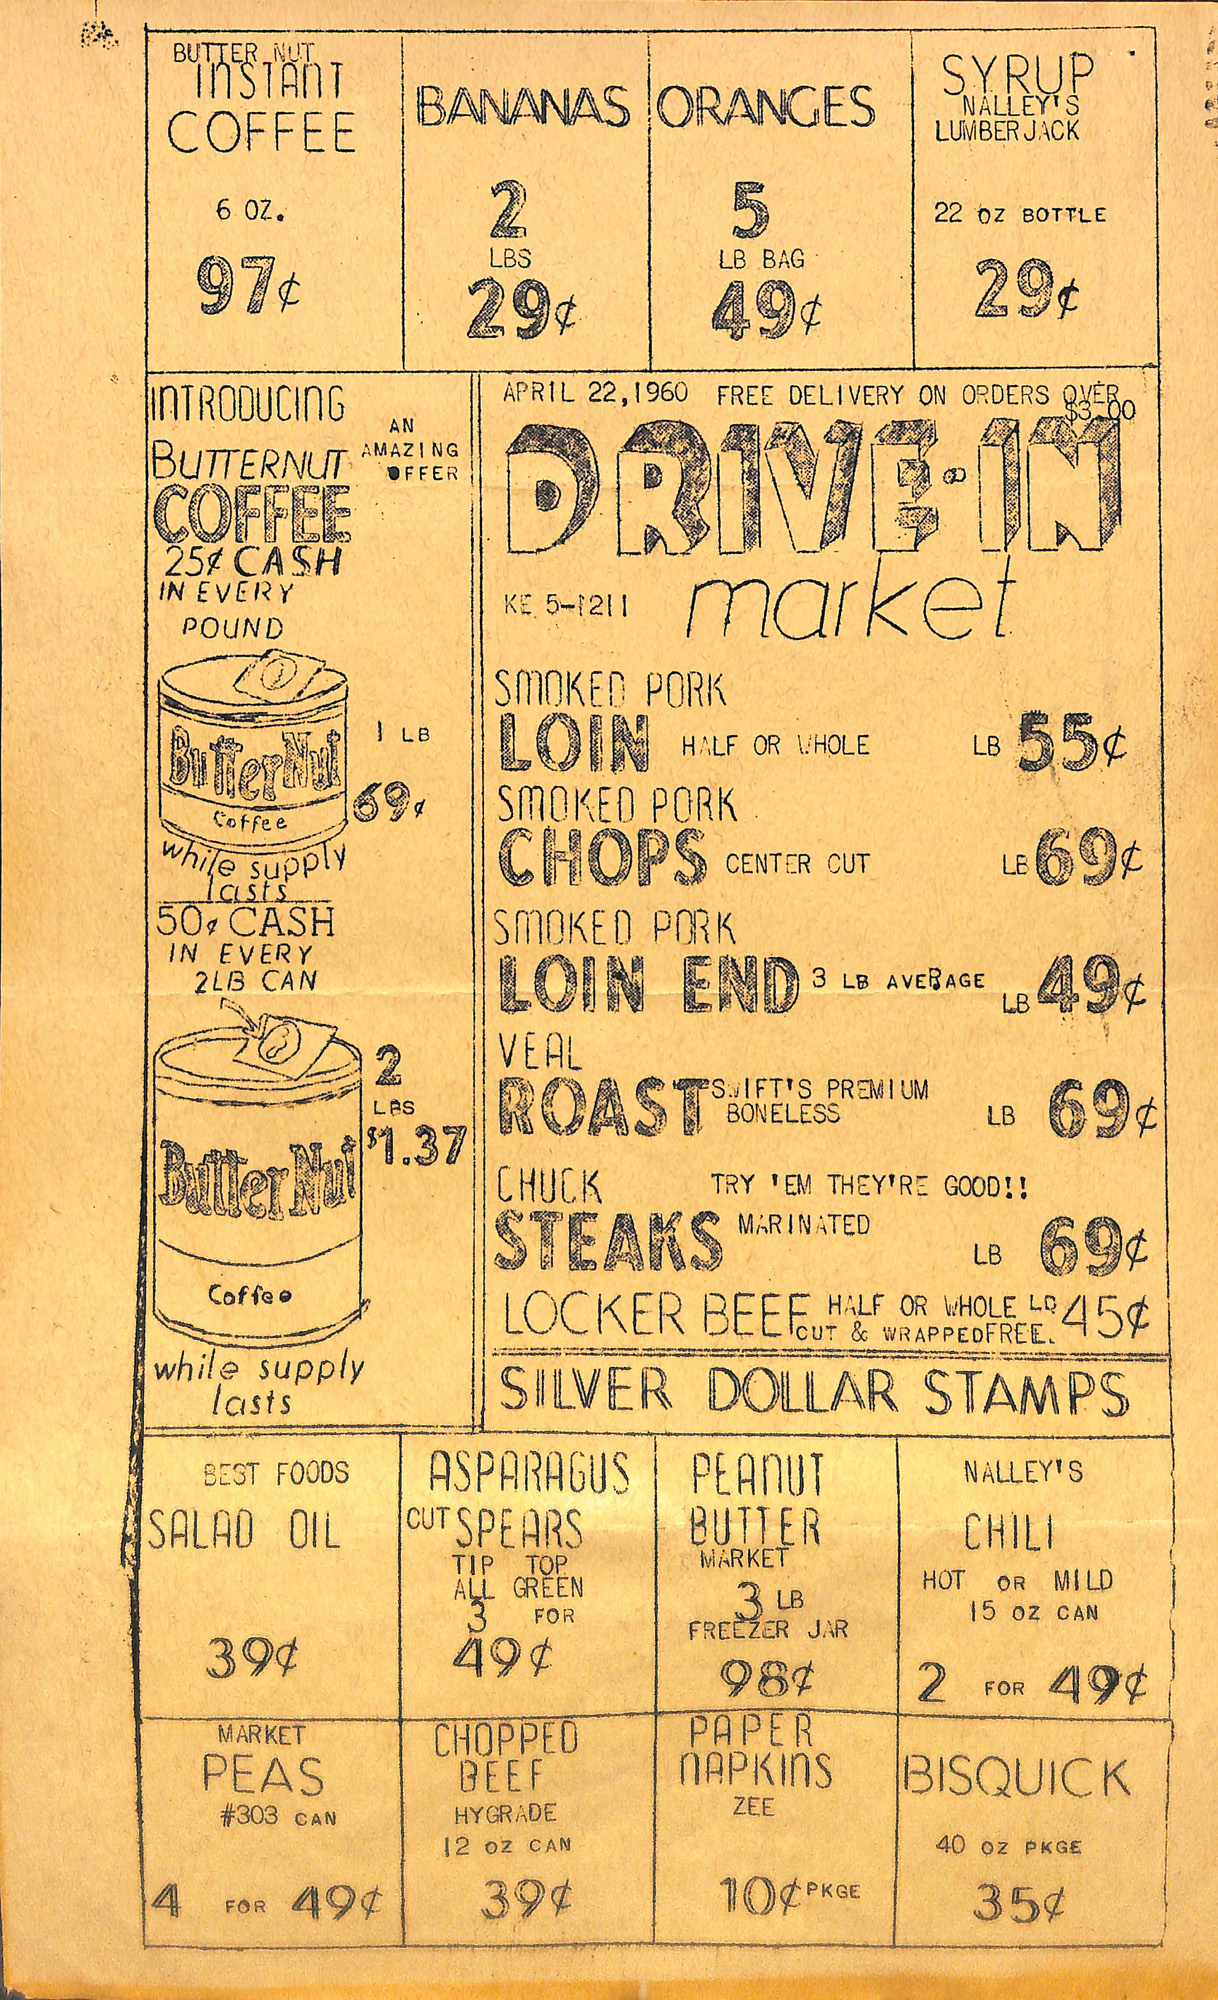 BUTTER NUT
INSTANT
COFFEE
6 OZ.
97¢
BANANAS
2
LBS
29¢
ORANGES
5
LB BAG
49¢
SYRUP
NALLEY'S
LUMBERJACK
22 OZ BOTTLE
29¢
INTRODUCING
AN
AMAZING
OFFER
BUTTERNUT
COFFEE
25¢ CASH
IN EVERY
POUND
ButterNut
Coffee
1 LB
69¢
while supply
lasts
50¢ CASH
IN EVERY
2LB CAN
2
LBS
$1.37
Butter Nut
Coffee
while supply
lasts
APRIL 22,1960 FREE DELIVERY ON ORDERS OVER
$3.00
DRIVE-IN
market
KE 5-1211
SMOKED PORK
LOIN HALF OR WHOLE LB 55¢
SMOKED PORK
CHOPS CENTER CUT LB 69¢
SMOKED PORK
LOIN END 3 LB AVERAGE LB 49¢
VEAL
ROAST SWIFT'S PREMIUM
BONELESS LB 69¢
CHUCK TRY 'EM THEY'RE GOOD!!
STEAKS MARINATED LB 69¢
LOCKER BEEF HALF OR WHOLE LB 45¢
CUT & WRAPPED FREE.
SILVER DOLLAR STAMPS
BEST FOODS
SALAD OIL
39¢
ASPARAGUS
CUT SPEARS
TIP TOP
ALL GREEN
3 FOR
49¢
PEANUT
BUTTER
MARKET
3 LB
FREEZER JAR
98¢
NALLEY'S
CHILI
HOT OR MILD
15 OZ CAN
2 FOR 49¢
MARKET
PEAS
#303 CAN
4 FOR 49¢
CHOPPED
BEEF
HYGRADE
12 OZ CAN
39¢
PAPER
NAPKINS
ZEE
10¢ PKGE
BISQUICK
40 OZ PKGE
35¢